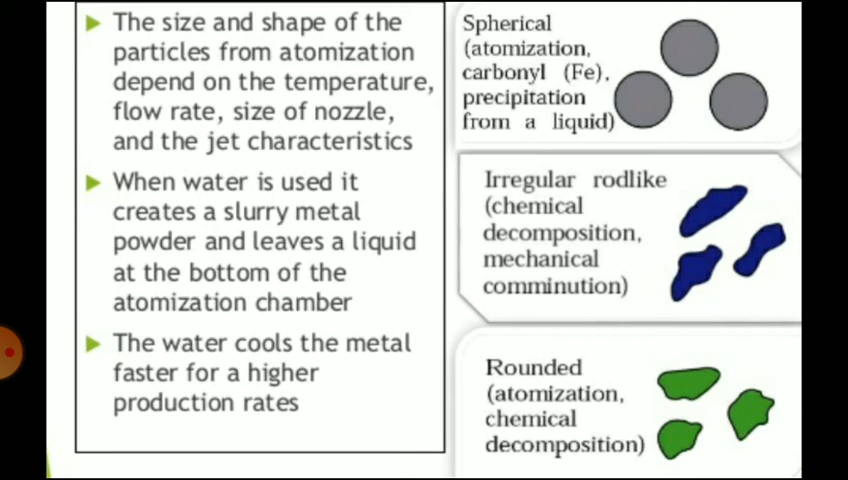 The size and shape of the
particles from atomization
depend on the temperature,
flow rate, size of nozzle,
and the jet characteristics
When water is used it
creates a slurry metal
powder and leaves a liquid
at the bottom of the
atomization chamber
The water cools the metal
faster for a higher
production rates
Spherical
(atomization,
carbonyl (Fe),
precipitation
from a liquid)
Irregular rodlike
(chemical
decomposition,
mechanical
comminution)
Rounded
(atomization,
chemical
decomposition)